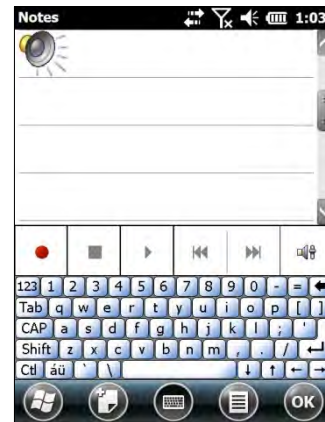 Notes 1:03
123 1 2 3 4 5 6 7 8 9 0 - =
Tab q w e r t y u i o p [ ]
CAP a s d f g h j k l ; '
Shift z x c v b n m , . /
Ctl áü ` \
OK